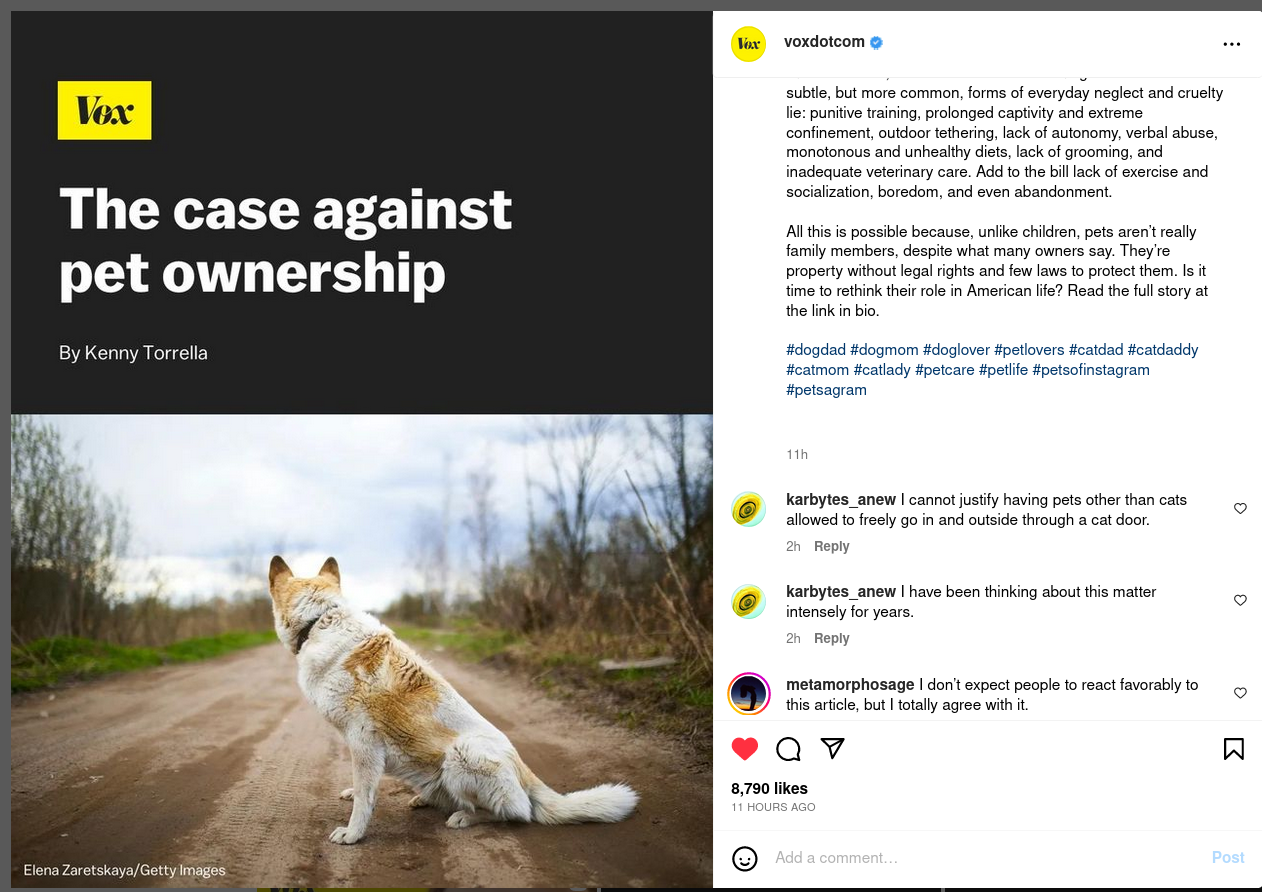 Vox
The case against
pet ownership
By Kenny Torrella
Elena Zaretskaya/Getty Images
Vox
voxdotcom
subtle, but more common, forms of everyday neglect and cruelty
lie: punitive training, prolonged captivity and extreme
confinement, outdoor tethering, lack of autonomy, verbal abuse,
monotonous and unhealthy diets, lack of grooming, and
inadequate veterinary care. Add to the bill lack of exercise and
socialization, boredom, and even abandonment.
All this is possible because, unlike children, pets aren’t really
family members, despite what many owners say. They’re
property without legal rights and few laws to protect them. Is it
time to rethink their role in American life? Read the full story at
the link in bio.
#dogdad #dogmom #doglover #petlovers #catdad #catdaddy
#catmom #catlady #petcare #petlife #petsofinstagram
#petsagram
11h
karbytes_anew I cannot justify having pets other than cats
allowed to freely go in and outside through a cat door.
2h Reply
karbytes_anew I have been thinking about this matter
intensely for years.
2h Reply
metamorphosage I don’t expect people to react favorably to
this article, but I totally agree with it.
8,790 likes
11 HOURS AGO
Add a comment…
Post